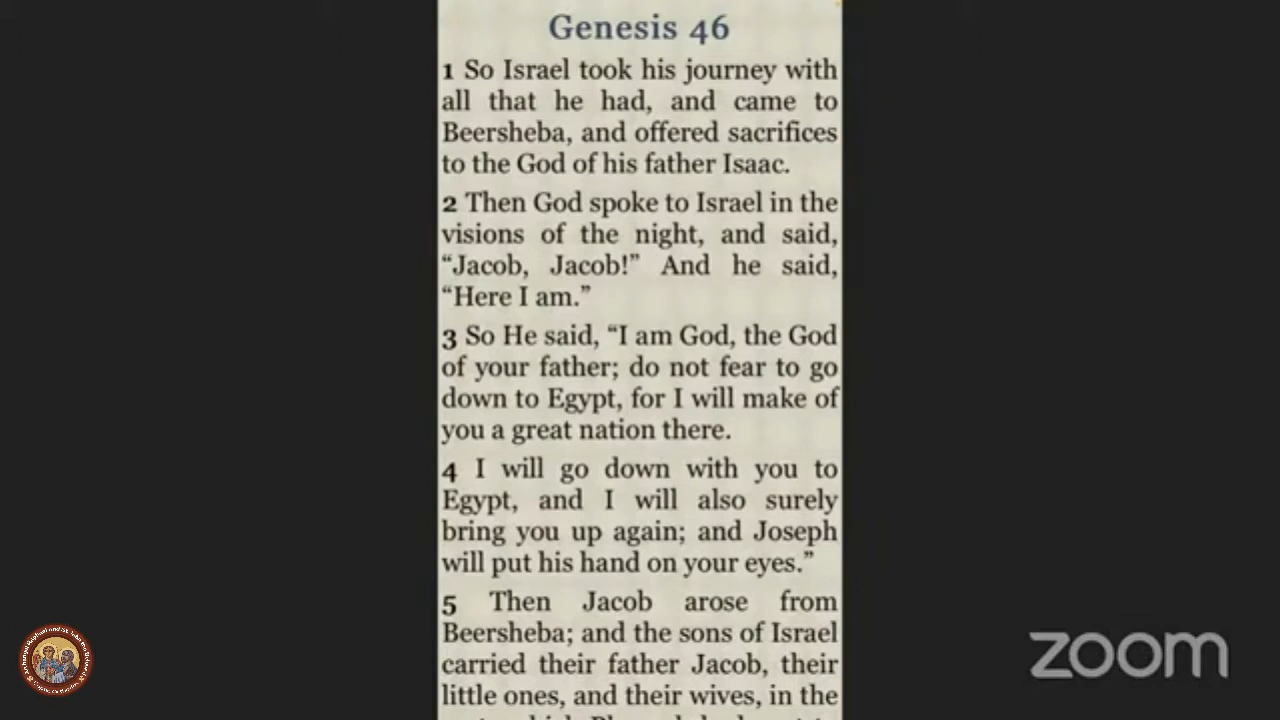 Genesis 46
1 So Israel took his journey with
all that he had, and came to
Beersheba, and offered sacrifices
to the God of his father Isaac.
2 Then God spoke to Israel in the
visions of the night, and said,
“Jacob, Jacob!” And he said,
“Here I am.”
3 So He said, “I am God, the God
of your father; do not fear to go
down to Egypt, for I will make of
you a great nation there.
4 I will go down with you to
Egypt, and I will also surely
bring you up again; and Joseph
will put his hand on your eyes.”
5 Then Jacob arose from
Beersheba; and the sons of Israel
carried their father Jacob, their
little ones, and their wives, in the
zoom